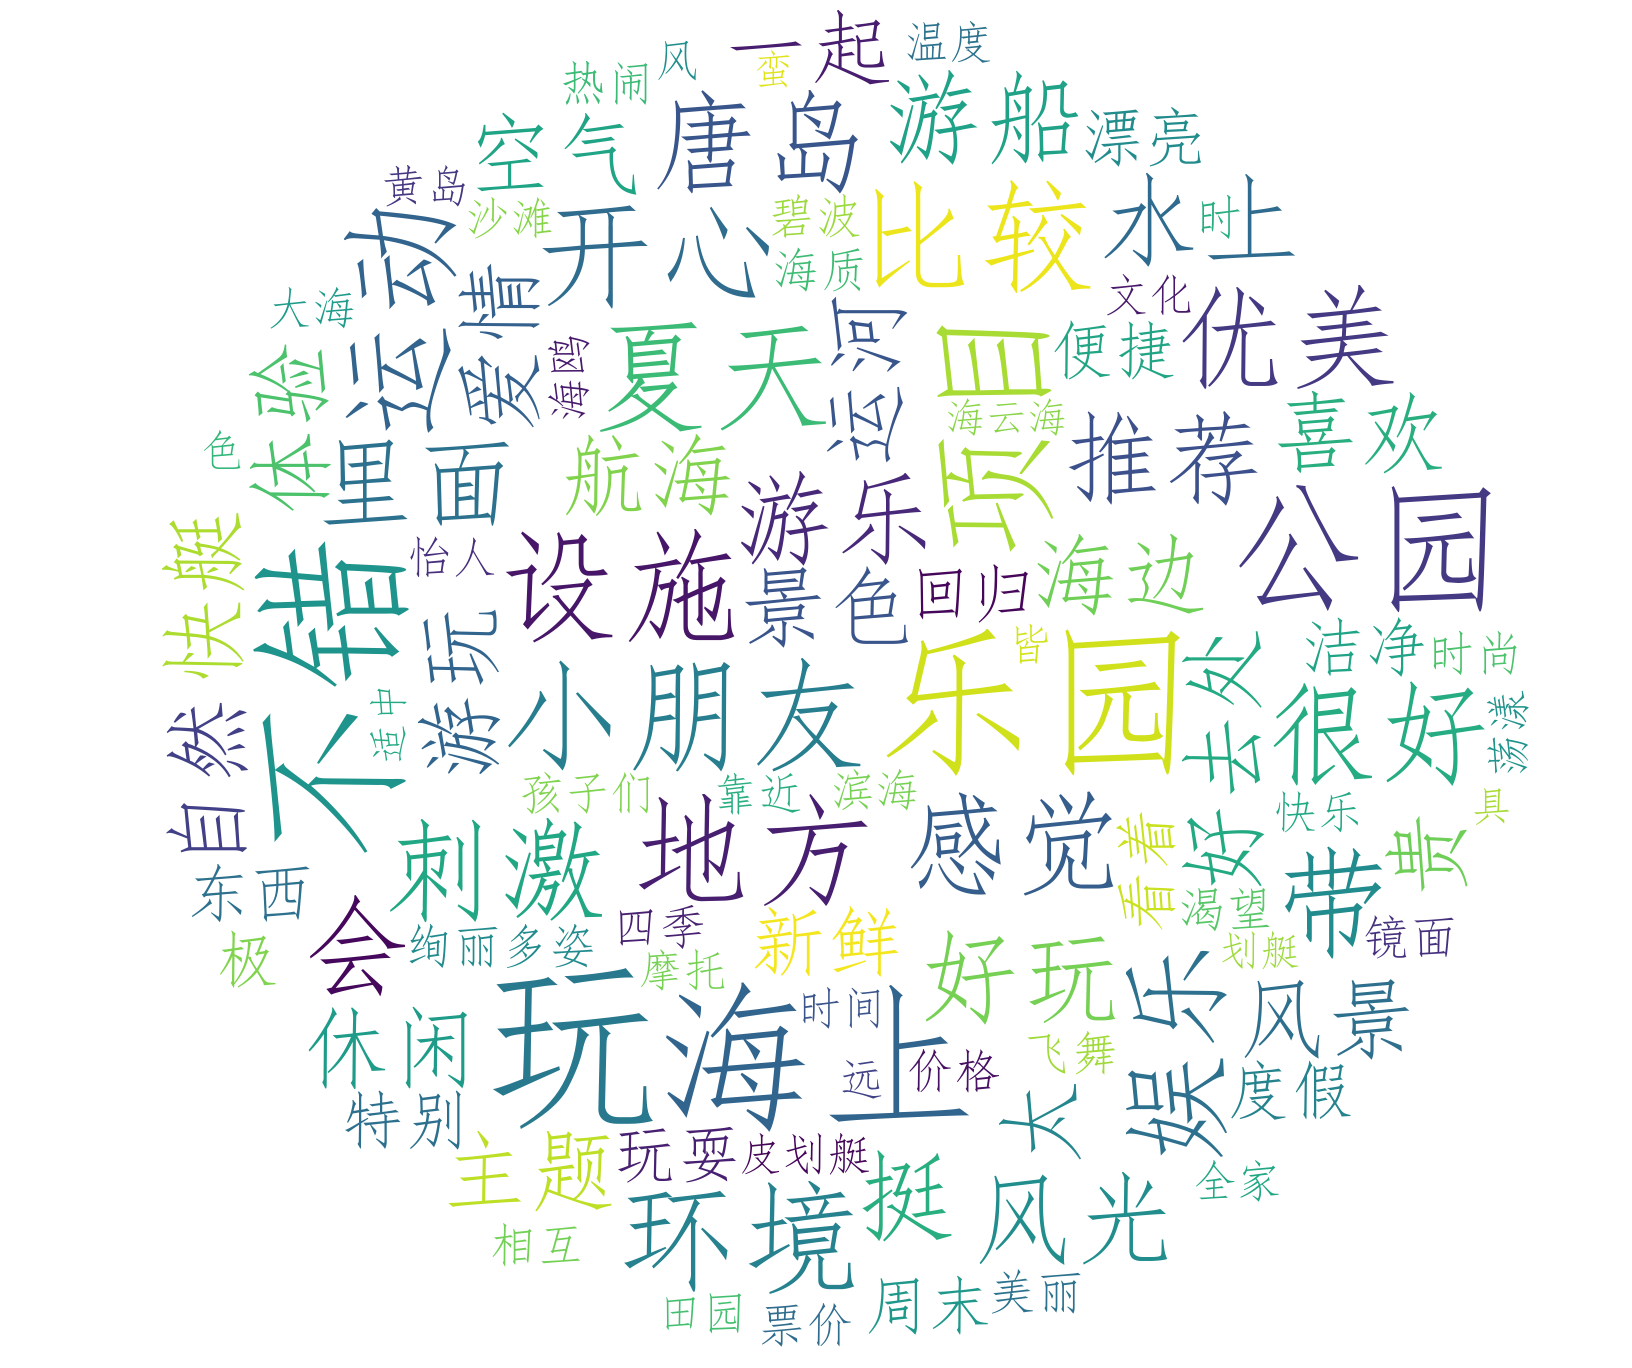 一起
温度
风
蛮
热闹
唐岛
游船
漂亮
空气
黄岛
沙滩
开心
碧波
海质
比较
水上
时
运动
爱情
大海
海鸥
夏天
运河
项目
海云海
便捷
文化
优美
体验
色
里面
航海
推荐
喜欢
快艇
不错
怡人
设施
游乐
景色
回归
海边
公园
游玩
适中
小朋友
乐园
皆
好去处
洁净
时尚
很好
荡漾
自然
孩子们
靠近
滨海
快乐
具
刺激
地方
感觉
看着
渴望
带
贵
镜面
东西
极
会
绚丽多姿
四季
摩托
新鲜
好玩
划艇
娱乐
风景
休闲
玩
海上
时间
远
价格
飞舞
特别
大
度假
主题
玩耍
皮划艇
挺
风光
全家
相互
环境
田园
票价
周末
美丽